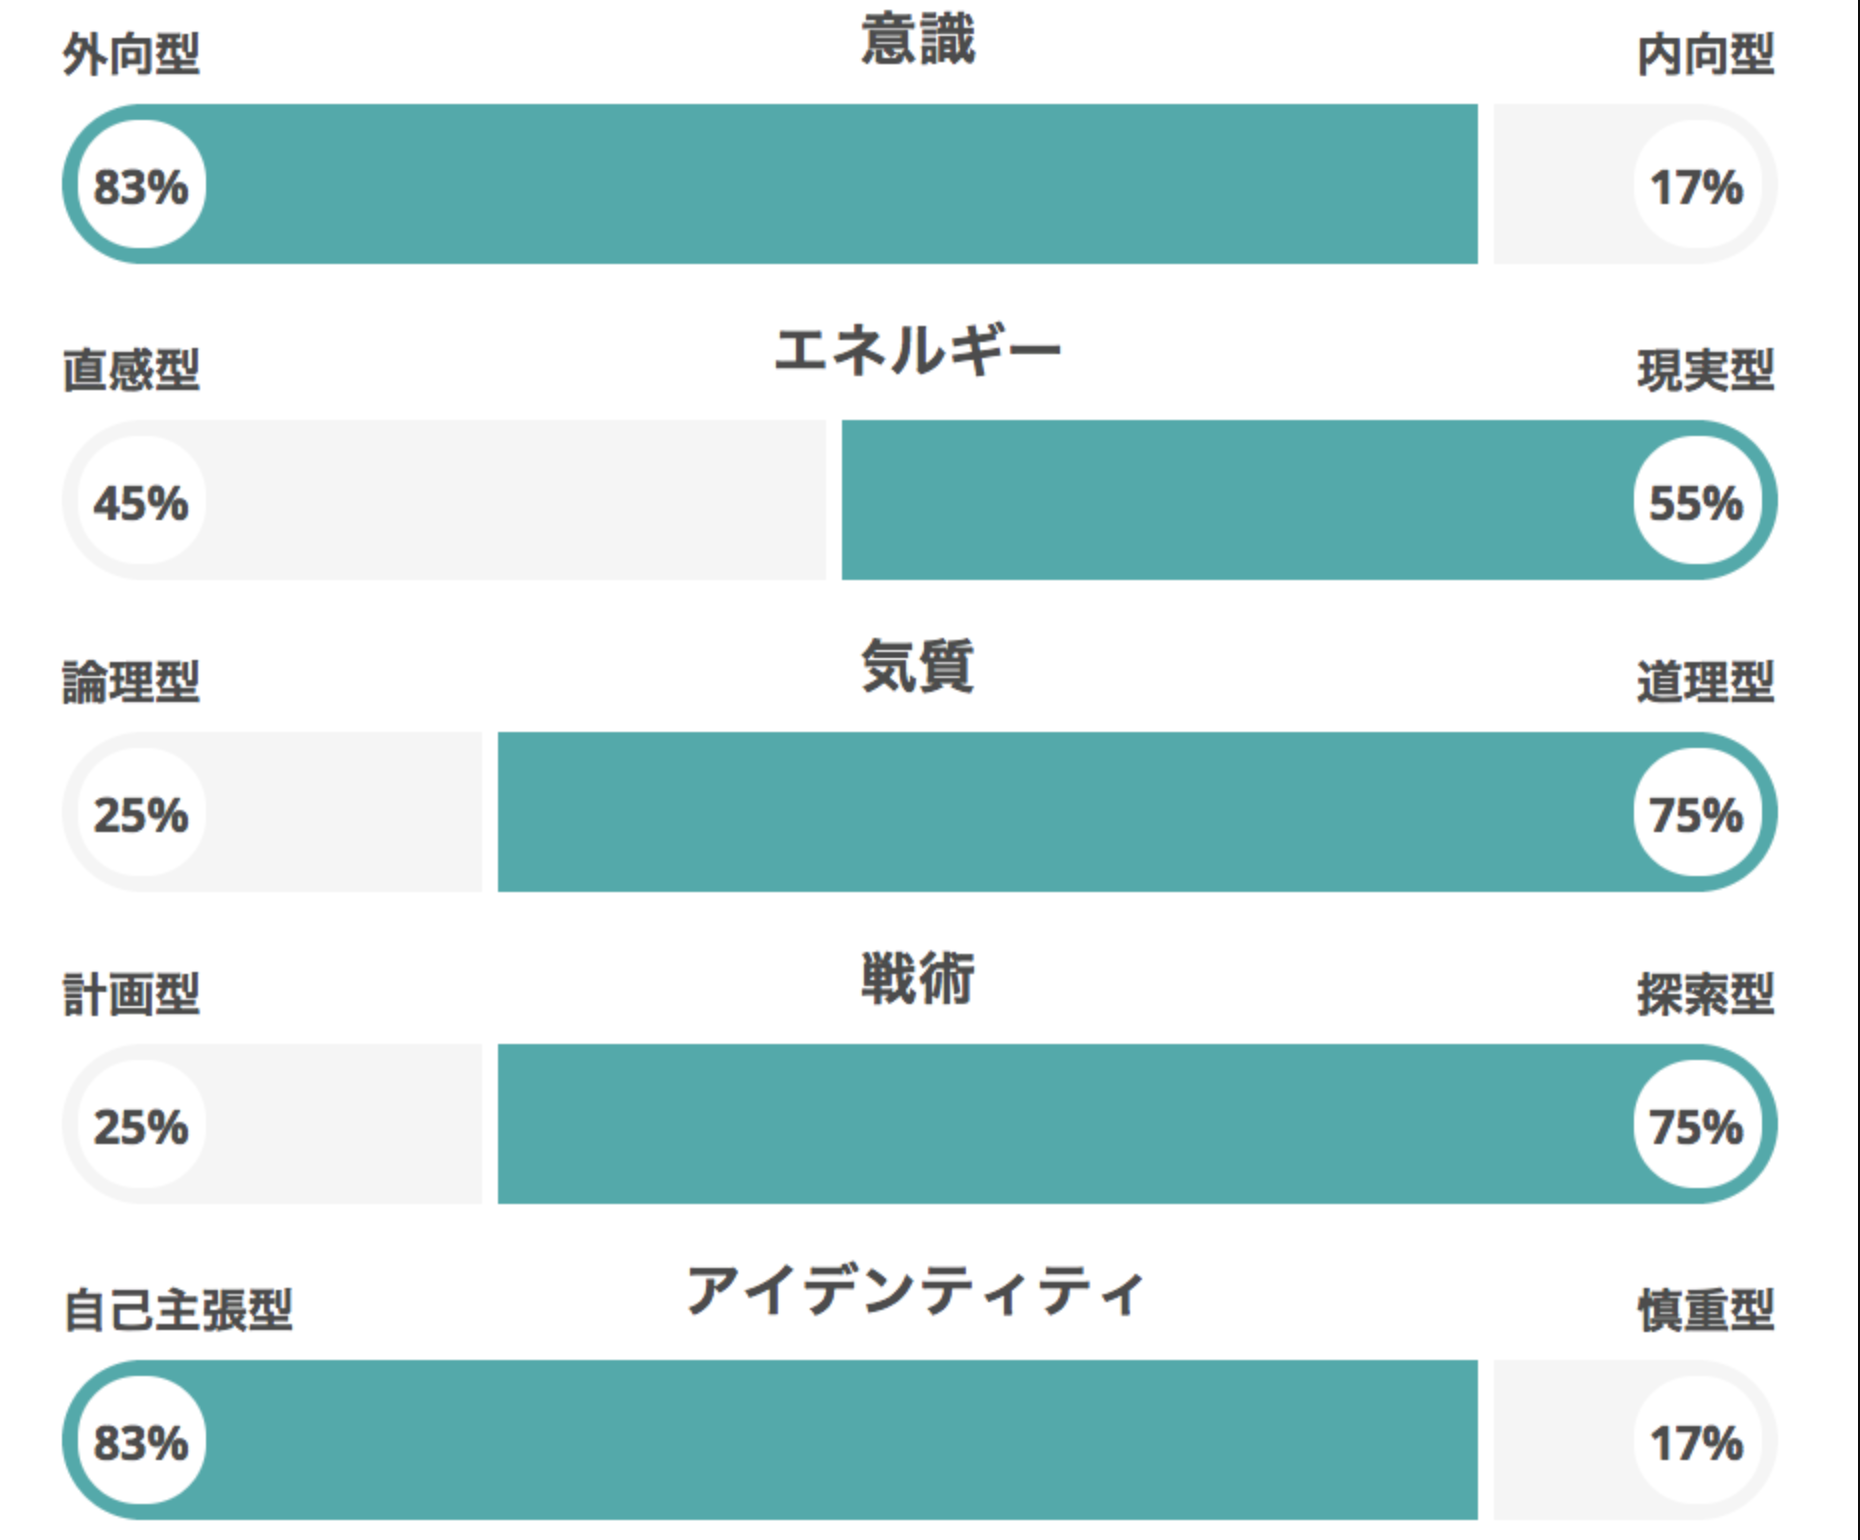 意識
外向型 内向型
83% 17%
エネルギー
直感型 現実型
45% 55%
気質
論理型 道理型
25% 75%
戦術
計画型 探索型
25% 75%
アイデンティティ
自己主張型 慎重型
83% 17%